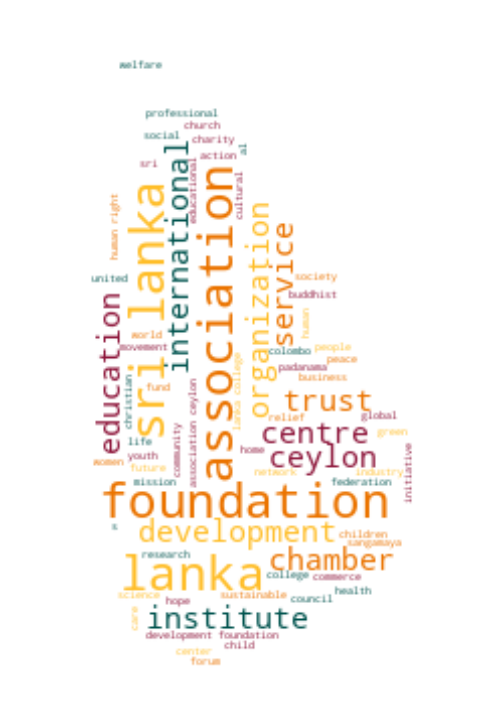 welfare
professional
church
social
charity
al
action
sri
international
educational
cultural
association
sri lanka
human right
organization
service
united
society
buddhist
education
human
world
movement
colombo
people
peace
padanama
business
christian
fund
lanka college
association ceylon
trust
relief
global
life
community
home
centre
green
youth
women
future
ceylon
initiative
mission
network
industry
federation
foundation
s
development
children
sangamaya
research
chamber
lanka
college
commerce
science
hope
sustainable
council
health
care
institute
development foundation
child
center
forum